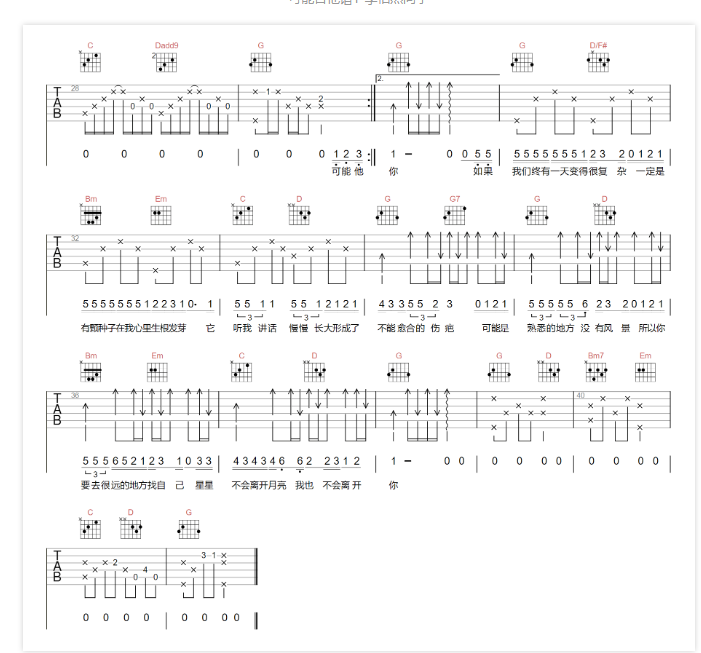 C Dadd9 G G G D/F#
28 2.
0 0 0 0 0 0 0 1 2 3 1 - 0 0 5 5 5 5 5 5 5 5 1 2 3 2 0 1 2 1
可能他 你 如果 我们终有一天变得很复 杂 一定是
Bm Em C D G G7 G D
32
5 5 5 5 5 5 5 1 2 2 3 1 0· 1 5 5 1 1 5 5 1 2 1 2 1 4 3 3 5 5 2 3 0 1 2 1 5 5 5 5 5 6 2 3 2 0 1 2 1
3 3 3 3 3
有颗种子在我心里生根发芽 它 听我 讲话 慢慢 长大形成了 不能愈合的 伤 疤 可能是 熟悉的地方 没 有风 景 所以你
Bm Em C D G G D Bm7 Em
36 40
5 5 5 6 5 2 1 2 3 1 0 3 3 4 3 4 3 4 6 6 2 2 3 1 2 1 - 0 0 0 0 0 0 0 0 0 0
3
要去很远的地方找自 己 星星 不会离开月亮 我也 不会离 开 你
C D G
0 0 0 0 0 0 0 0